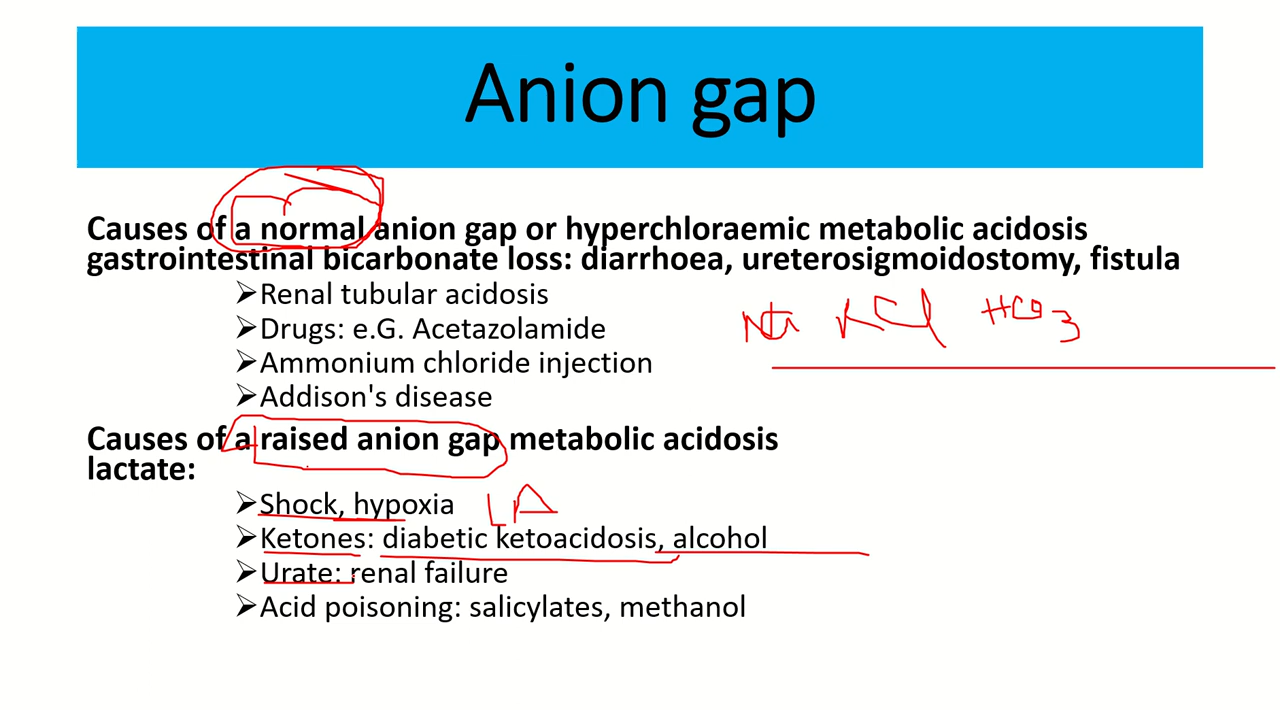 Anion gap
Causes of a normal anion gap or hyperchloraemic metabolic acidosis
gastrointestinal bicarbonate loss: diarrhoea, ureterosigmoidostomy, fistula
➢Renal tubular acidosis
➢Drugs: e.G. Acetazolamide
Na K Cl HCO3
➢Ammonium chloride injection
➢Addison's disease
Causes of a raised anion gap metabolic acidosis
lactate:
➢Shock, hypoxia LA
➢Ketones: diabetic ketoacidosis, alcohol
➢Urate: renal failure
➢Acid poisoning: salicylates, methanol